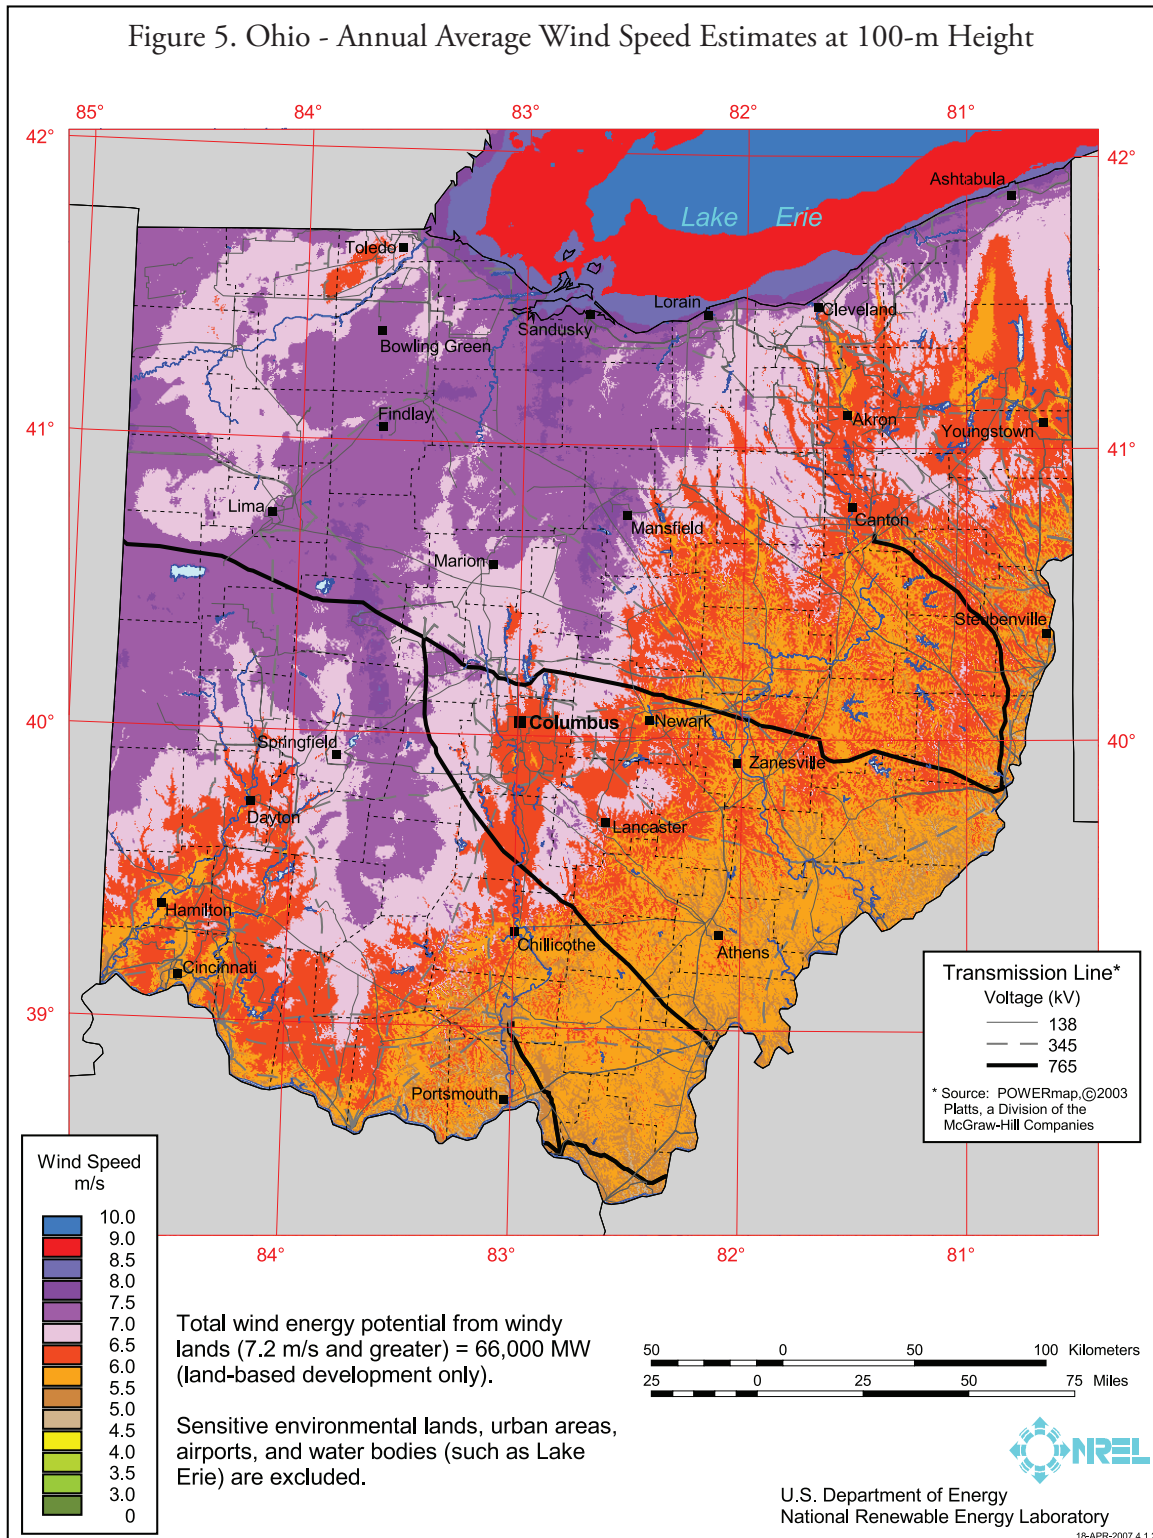 Figure 5. Ohio - Annual Average Wind Speed Estimates at 100-m Height
85° 84° 83° 82° 81°
42° 42°
Ashtabula
Lake Erie
Toledo
Lorain
Cleveland
Sandusky
Bowling Green
Findlay
Akron
41° 41°
Youngstown
Lima
Mansfield
Canton
Marion
Steubenville
40° Columbus Newark 40°
Springfield
Zanesville
Dayton
Lancaster
Hamilton
Chillicothe
Athens
Cincinnati
39° 39°
Portsmouth
84° 83° 82° 81°
Transmission Line*
Voltage (kV)
138
345
765
* Source: POWERmap,©2003
Platts, a Division of the
McGraw-Hill Companies
Wind Speed
m/s
10.0
9.0
8.5
8.0
7.5
7.0
6.5
6.0
5.5
5.0
4.5
4.0
3.5
3.0
0
Total wind energy potential from windy
lands (7.2 m/s and greater) = 66,000 MW
(land-based development only).
Sensitive environmental lands, urban areas,
airports, and water bodies (such as Lake
Erie) are excluded.
50 0 50 100 Kilometers
25 0 25 50 75 Miles
NREL
U.S. Department of Energy
National Renewable Energy Laboratory
18-APR-2007 4.1.